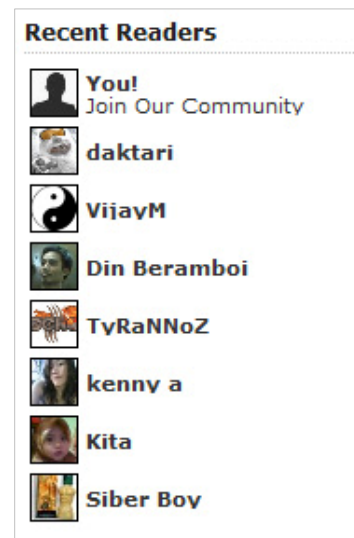 Recent Readers
You!
Join Our Community
daktari
VijayM
Din Beramboi
TyRaNNoZ
kenny a
Kita
Siber Boy